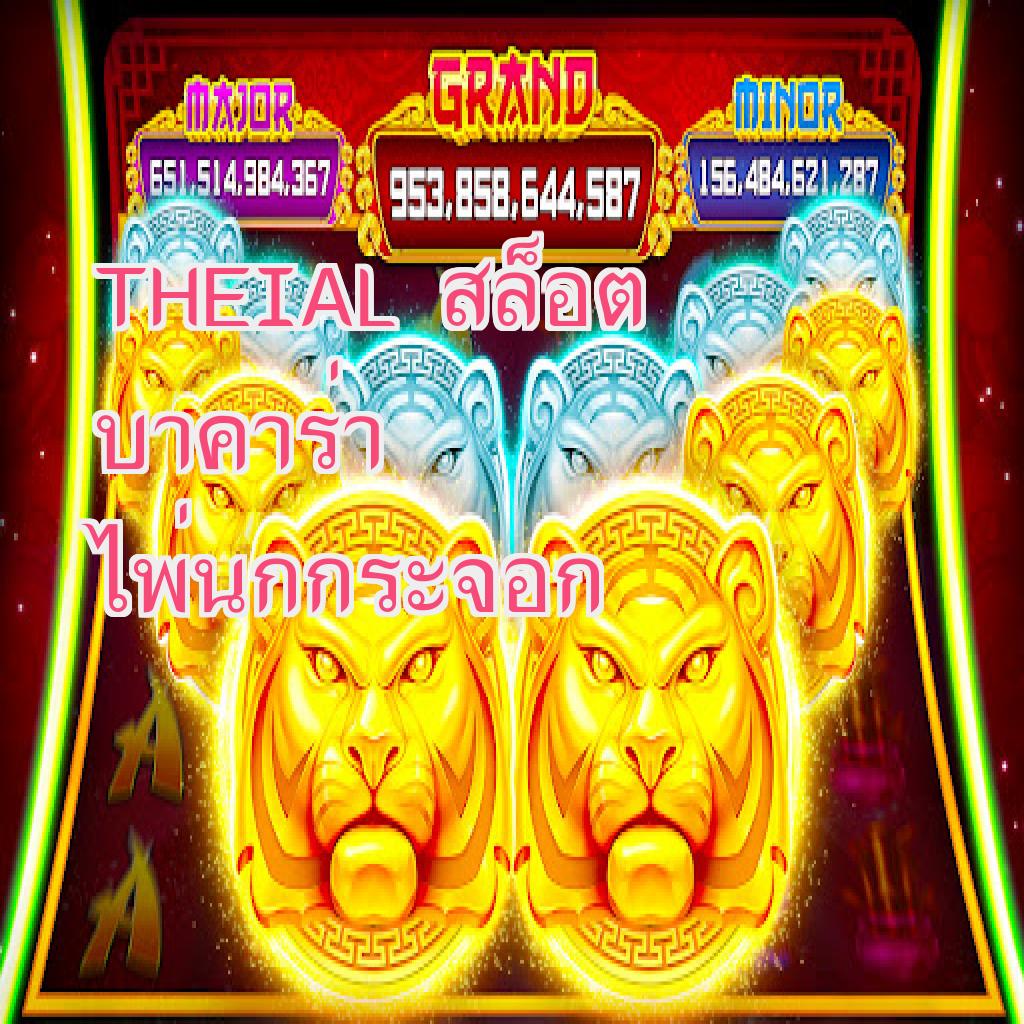 MAJOR
GRAND
MINOR
651,514,984,367
953,858,644,587
156,484,621,287
THEIAL สล็อต
บาคาร่า
ไพ่นกกระจอก
A
A